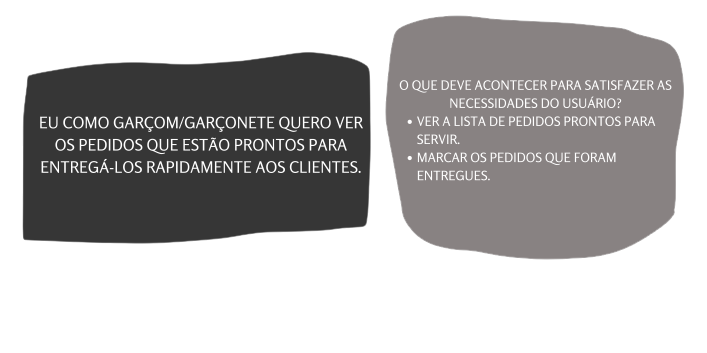 EU COMO GARÇOM/GARÇONETE QUERO VER
OS PEDIDOS QUE ESTÃO PRONTOS PARA
ENTREGÁ-LOS RAPIDAMENTE AOS CLIENTES.
O QUE DEVE ACONTECER PARA SATISFAZER AS
NECESSIDADES DO USUÁRIO?
• VER A LISTA DE PEDIDOS PRONTOS PARA
SERVIR.
• MARCAR OS PEDIDOS QUE FORAM
ENTREGUES.